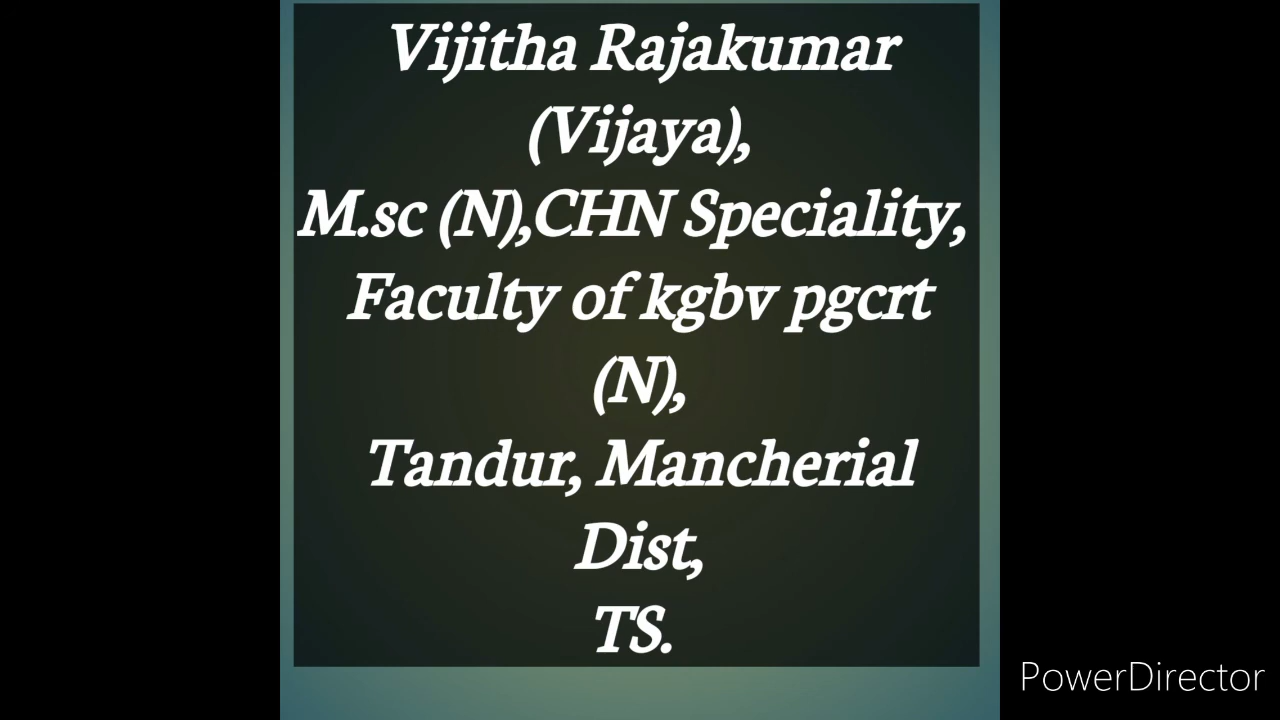 Vijitha Rajakumar
(Vijaya),
M.sc (N),CHN Speciality,
Faculty of kgbv pgcrt
(N),
Tandur, Mancherial
Dist,
TS.
PowerDirector